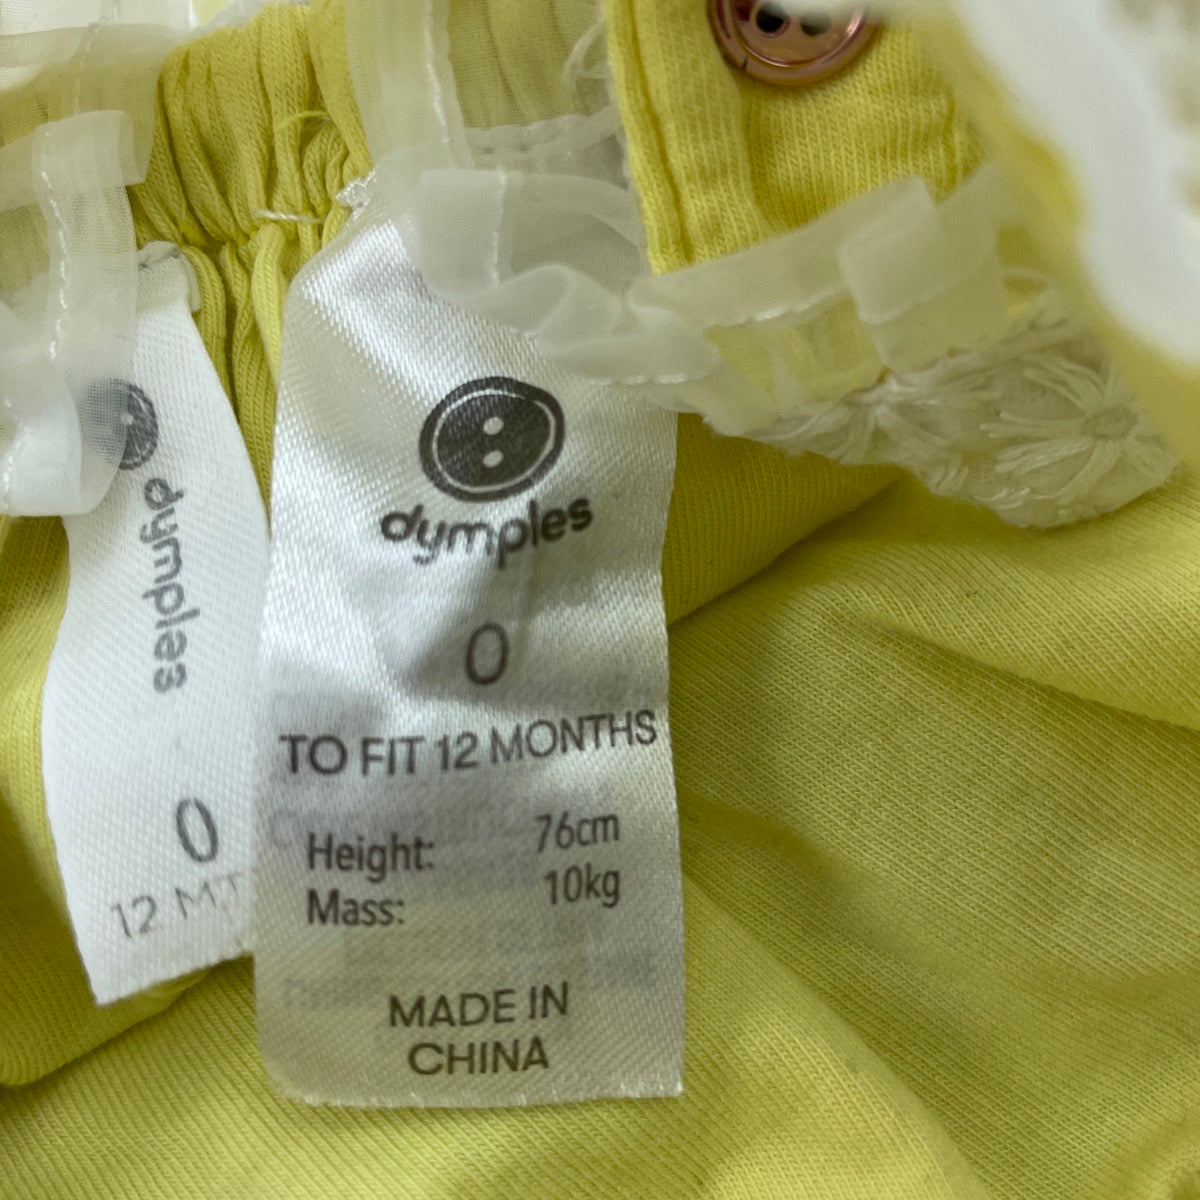 dymples
0
TO FIT 12 MONTHS
Height: 76cm
Mass: 10kg
MADE IN
CHINA
dymples
0
12 MT